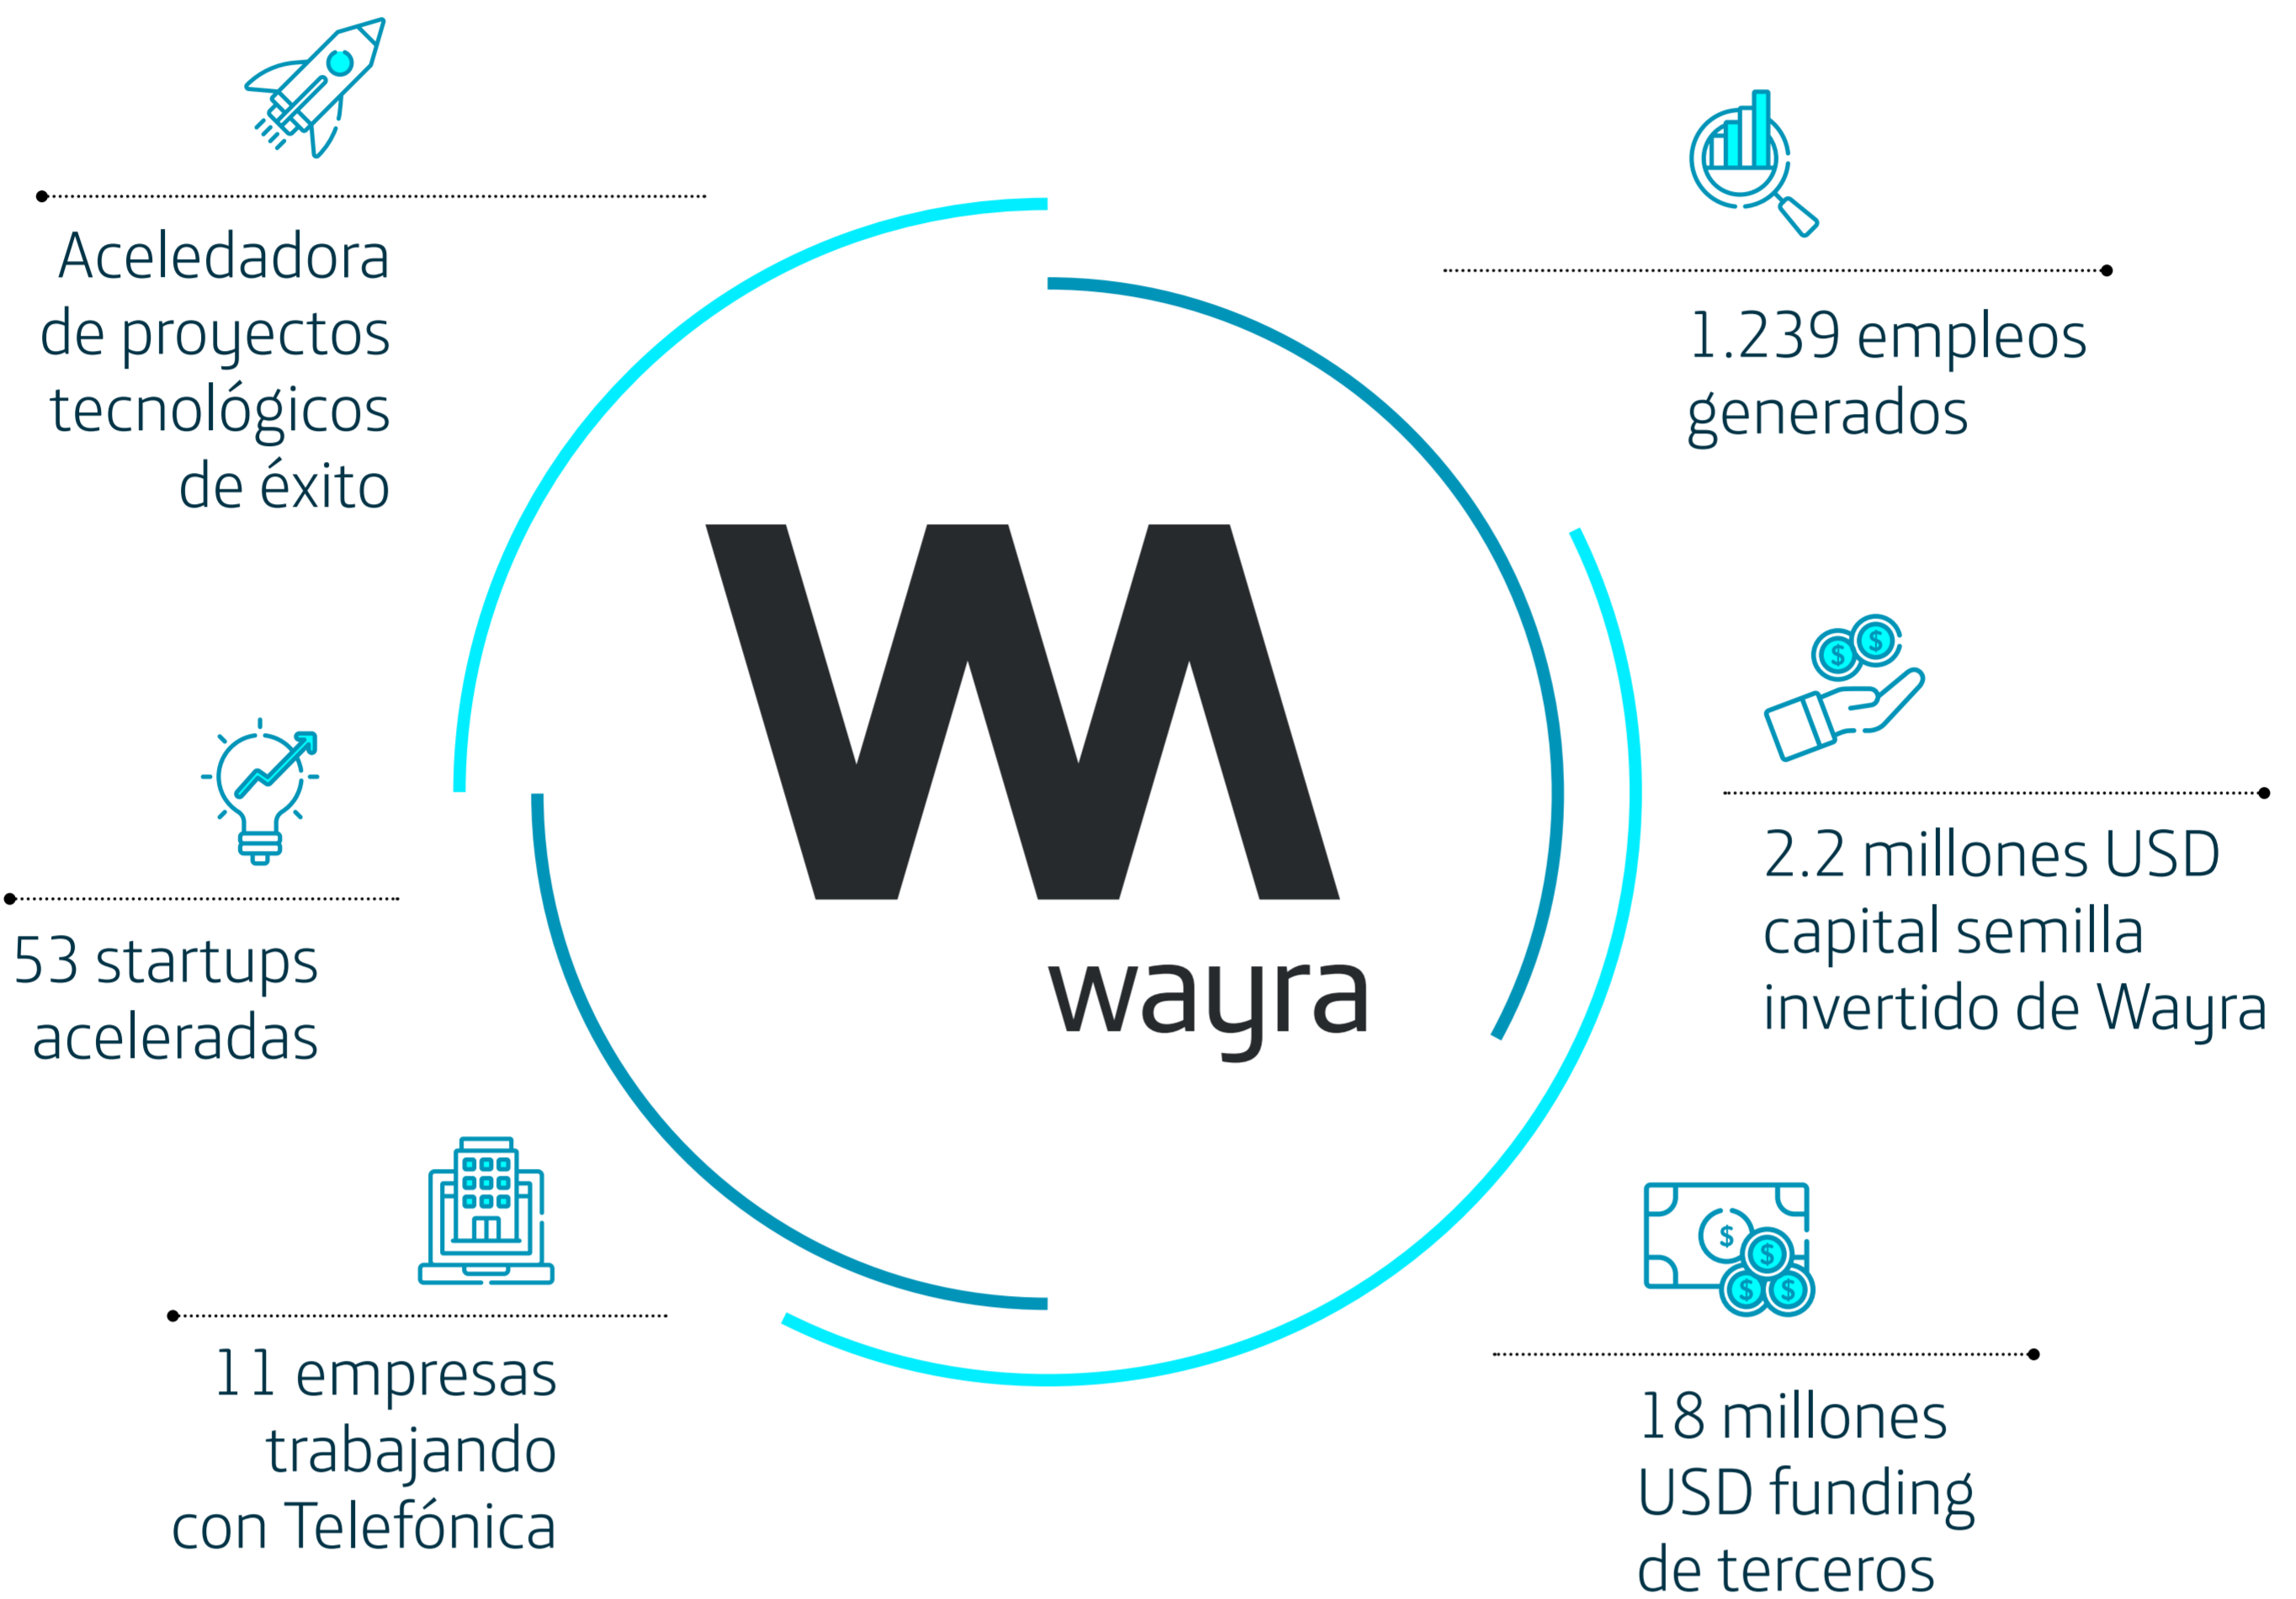 Aceledadora
de proyectos
tecnológicos
de éxito
53 startups
aceleradas
11 empresas
trabajando
con Telefónica
wayra
1.239 empleos
generados
2.2 millones USD
capital semilla
invertido de Wayra
18 millones
USD funding
de terceros